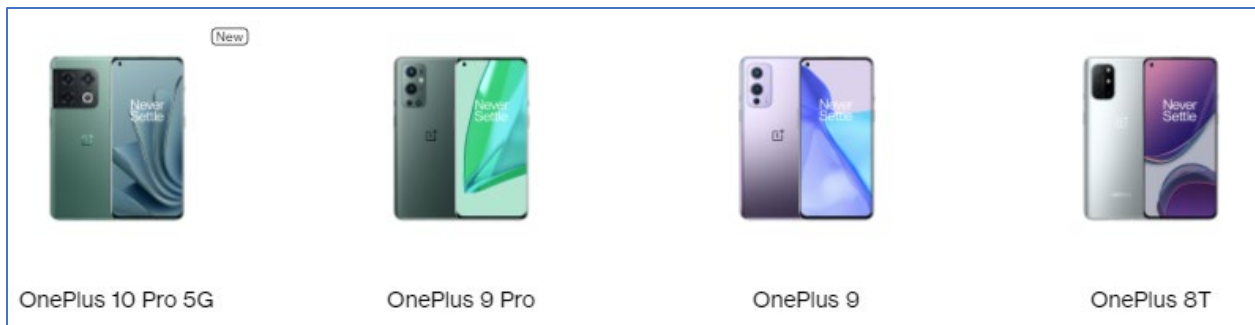 New
Never
Settle
Never
Settle
Never
Settle
Never
Settle
OnePlus 10 Pro 5G
OnePlus 9 Pro
OnePlus 9
OnePlus 8T